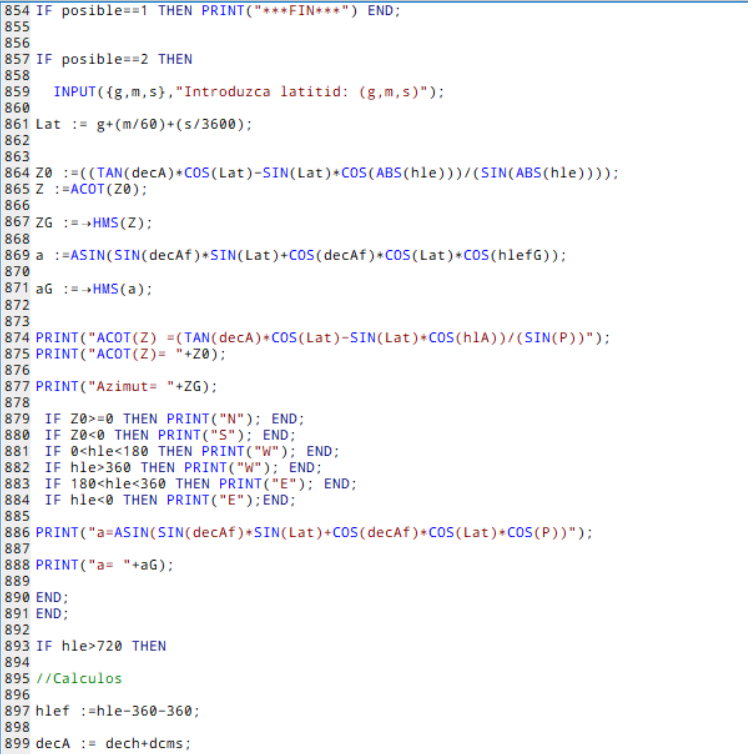 854 IF posible==1 THEN PRINT("***FIN***") END;
855
856
857 IF posible==2 THEN
858
859   INPUT({g,m,s},"Introduzca latitid: (g,m,s)");
860
861 Lat := g+(m/60)+(s/3600);
862
863
864 Z0 :=((TAN(decA)*COS(Lat)-SIN(Lat)*COS(ABS(hle)))/(SIN(ABS(hle))));
865 Z :=ACOT(Z0);
866
867 ZG :=→HMS(Z);
868
869 a :=ASIN(SIN(decAf)*SIN(Lat)+COS(decAf)*COS(Lat)*COS(hlefG));
870
871 aG :=→HMS(a);
872
873
874 PRINT("ACOT(Z) =(TAN(decA)*COS(Lat)-SIN(Lat)*COS(hlA))/(SIN(P))");
875 PRINT("ACOT(Z)= "+Z0);
876
877 PRINT("Azimut= "+ZG);
878
879  IF Z0>=0 THEN PRINT("N"); END;
880  IF Z0<0 THEN PRINT("S"); END;
881  IF 0<hle<180 THEN PRINT("W"); END;
882  IF hle>360 THEN PRINT("W"); END;
883  IF 180<hle<360 THEN PRINT("E"); END;
884  IF hle<0 THEN PRINT("E");END;
885
886 PRINT("a=ASIN(SIN(decAf)*SIN(Lat)+COS(decAf)*COS(Lat)*COS(P))");
887
888 PRINT("a= "+aG);
889
890 END;
891 END;
892
893 IF hle>720 THEN
894
895 //Calculos
896
897 hlef :=hle-360-360;
898
899 decA := dech+dcms;